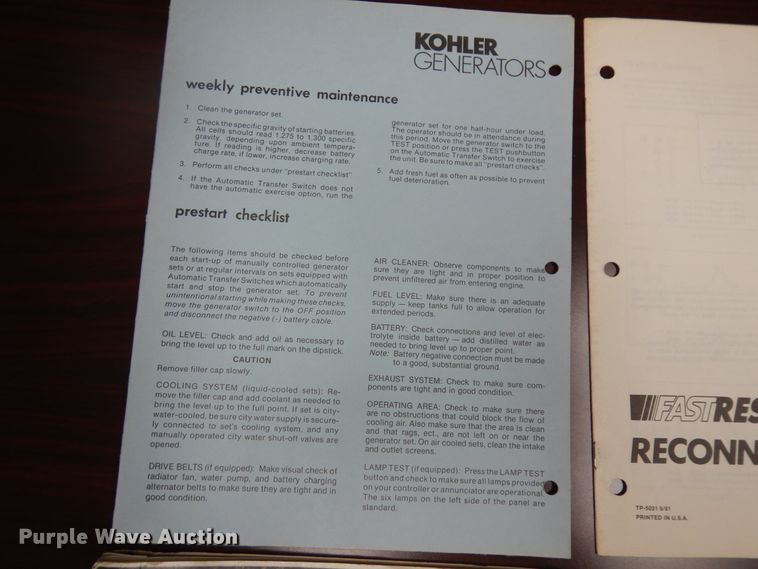 KOHLER
GENERATORS
weekly preventive maintenance
1. Clean the generator set.
2. Check the specific gravity of starting batteries.
All cells should read 1.275 to 1.300 specific
gravity, depending upon ambient tempera-
ture. If reading is higher, decrease battery
charge rate, if lower, increase charging rate.
3. Perform all checks under "prestart checklist"
4. If the Automatic Transfer Switch does not
have the automatic exercise option, run the
generator set for one half-hour under load.
The operator should be in attendance during
this period. Move the generator switch to the
TEST position or press the TEST pushbutton
on the Automatic Transfer Switch to exercise
the unit. Be sure to make all "prestart checks".
5. Add fresh fuel as often as possible to prevent
fuel deterioration.
prestart checklist
The following items should be checked before
each start-up of manually controlled generator
sets or at regular intervals on sets equipped with
Automatic Transfer Switches which automatically
start and stop the generator set. To prevent
unintentional starting while making these checks,
move the generator switch to the OFF position
and disconnect the negative (-) battery cable.
OIL LEVEL: Check and add oil as necessary to
bring the level up to the full mark on the dipstick.
CAUTION
Remove filler cap slowly.
COOLING SYSTEM (liquid-cooled sets): Re-
move the filler cap and add coolant as needed to
bring the level up to the full point. If set is city-
water-cooled, be sure city water supply is secure-
ly connected to set's cooling system, and any
manually operated city water shut-off valves are
opened.
DRIVE BELTS (if equipped): Make visual check of
radiator fan, water pump, and battery charging
alternator belts to make sure they are tight and in
good condition.
AIR CLEANER: Observe components to make
sure they are tight and in proper position to
prevent unfiltered air from entering engine.
FUEL LEVEL: Make sure there is an adequate
supply — keep tanks full to allow operation for
extended periods.
BATTERY: Check connections and level of elec-
trolyte inside battery — add distilled water as
needed to bring level up to proper point.
Note: Battery negative connection must be made
to a good, substantial ground.
EXHAUST SYSTEM: Check to make sure com-
ponents are tight and in good condition.
OPERATING AREA: Check to make sure there
are no obstructions that could block the flow of
cooling air. Also make sure that the area is clean
and that rags, ect., are not left on or near the
generator set. On air cooled sets, clean the intake
and outlet screens.
LAMP TEST (if equipped): Press the LAMP TEST
button and check to make sure all lamps provided
on your controller or annunciator are operational.
The six lamps on the left side of the panel are
standard.
FASTRES
RECONN
TP-5021 5/81
PRINTED IN U.S.A.
Purple Wave Auction